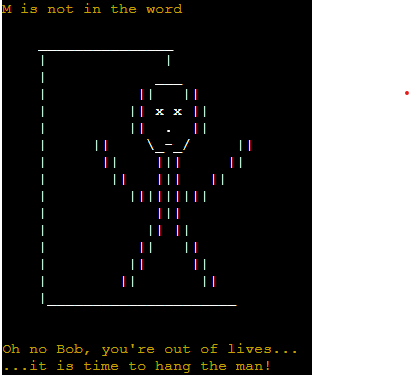 M is not in the word
Oh no Bob, you're out of lives...
...it is time to hang the man!